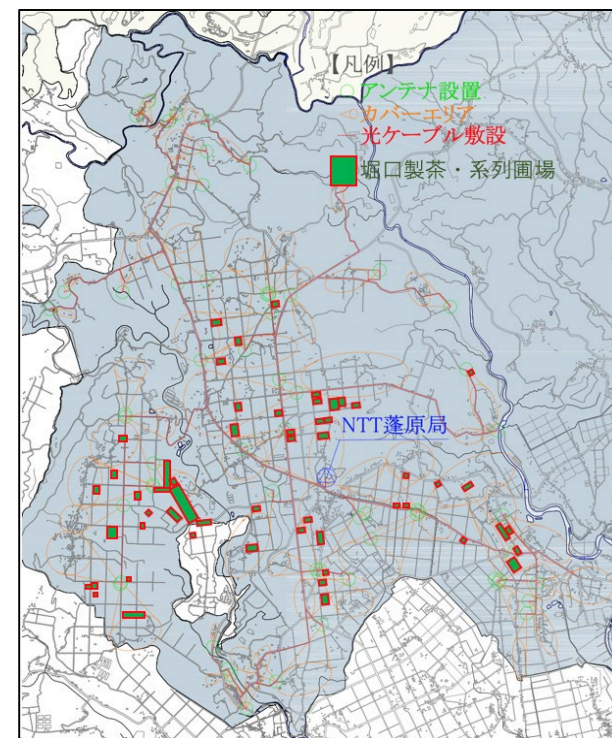 【凡例】
アンテナ設置
カバーエリア
光ケーブル敷設
堀口製茶・系列圃場
NTT蓬原局